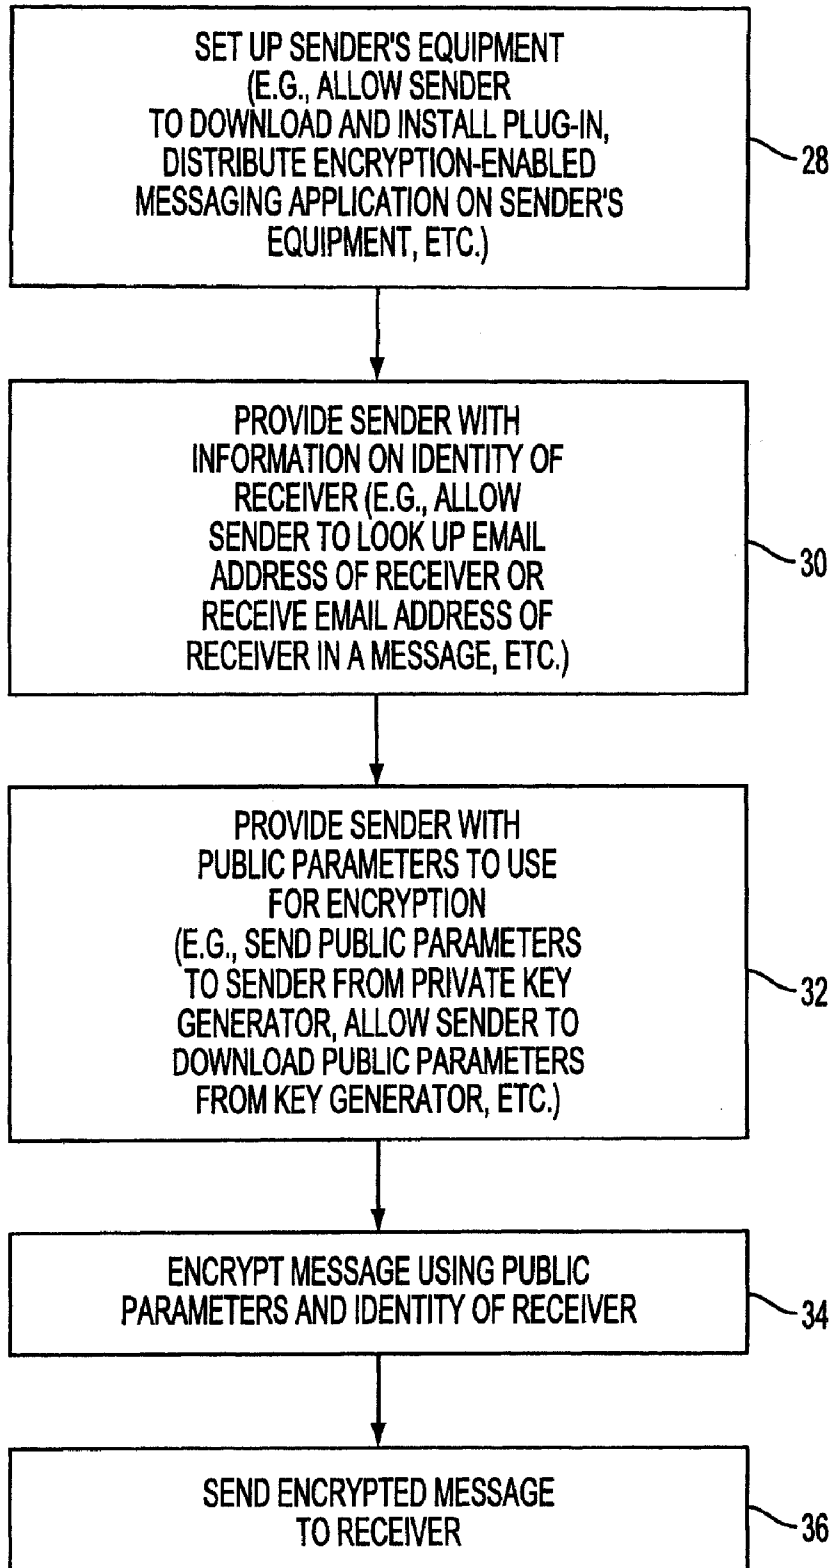 SET UP SENDER'S EQUIPMENT
(E.G., ALLOW SENDER
TO DOWNLOAD AND INSTALL PLUG-IN,
DISTRIBUTE ENCRYPTION-ENABLED
MESSAGING APPLICATION ON SENDER'S
EQUIPMENT, ETC.)
28
PROVIDE SENDER WITH
INFORMATION ON IDENTITY OF
RECEIVER (E.G., ALLOW
SENDER TO LOOK UP EMAIL
ADDRESS OF RECEIVER OR
RECEIVE EMAIL ADDRESS OF
RECEIVER IN A MESSAGE, ETC.)
30
PROVIDE SENDER WITH
PUBLIC PARAMETERS TO USE
FOR ENCRYPTION
(E.G., SEND PUBLIC PARAMETERS
TO SENDER FROM PRIVATE KEY
GENERATOR, ALLOW SENDER TO
DOWNLOAD PUBLIC PARAMETERS
FROM KEY GENERATOR, ETC.)
32
ENCRYPT MESSAGE USING PUBLIC
PARAMETERS AND IDENTITY OF RECEIVER
34
SEND ENCRYPTED MESSAGE
TO RECEIVER
36